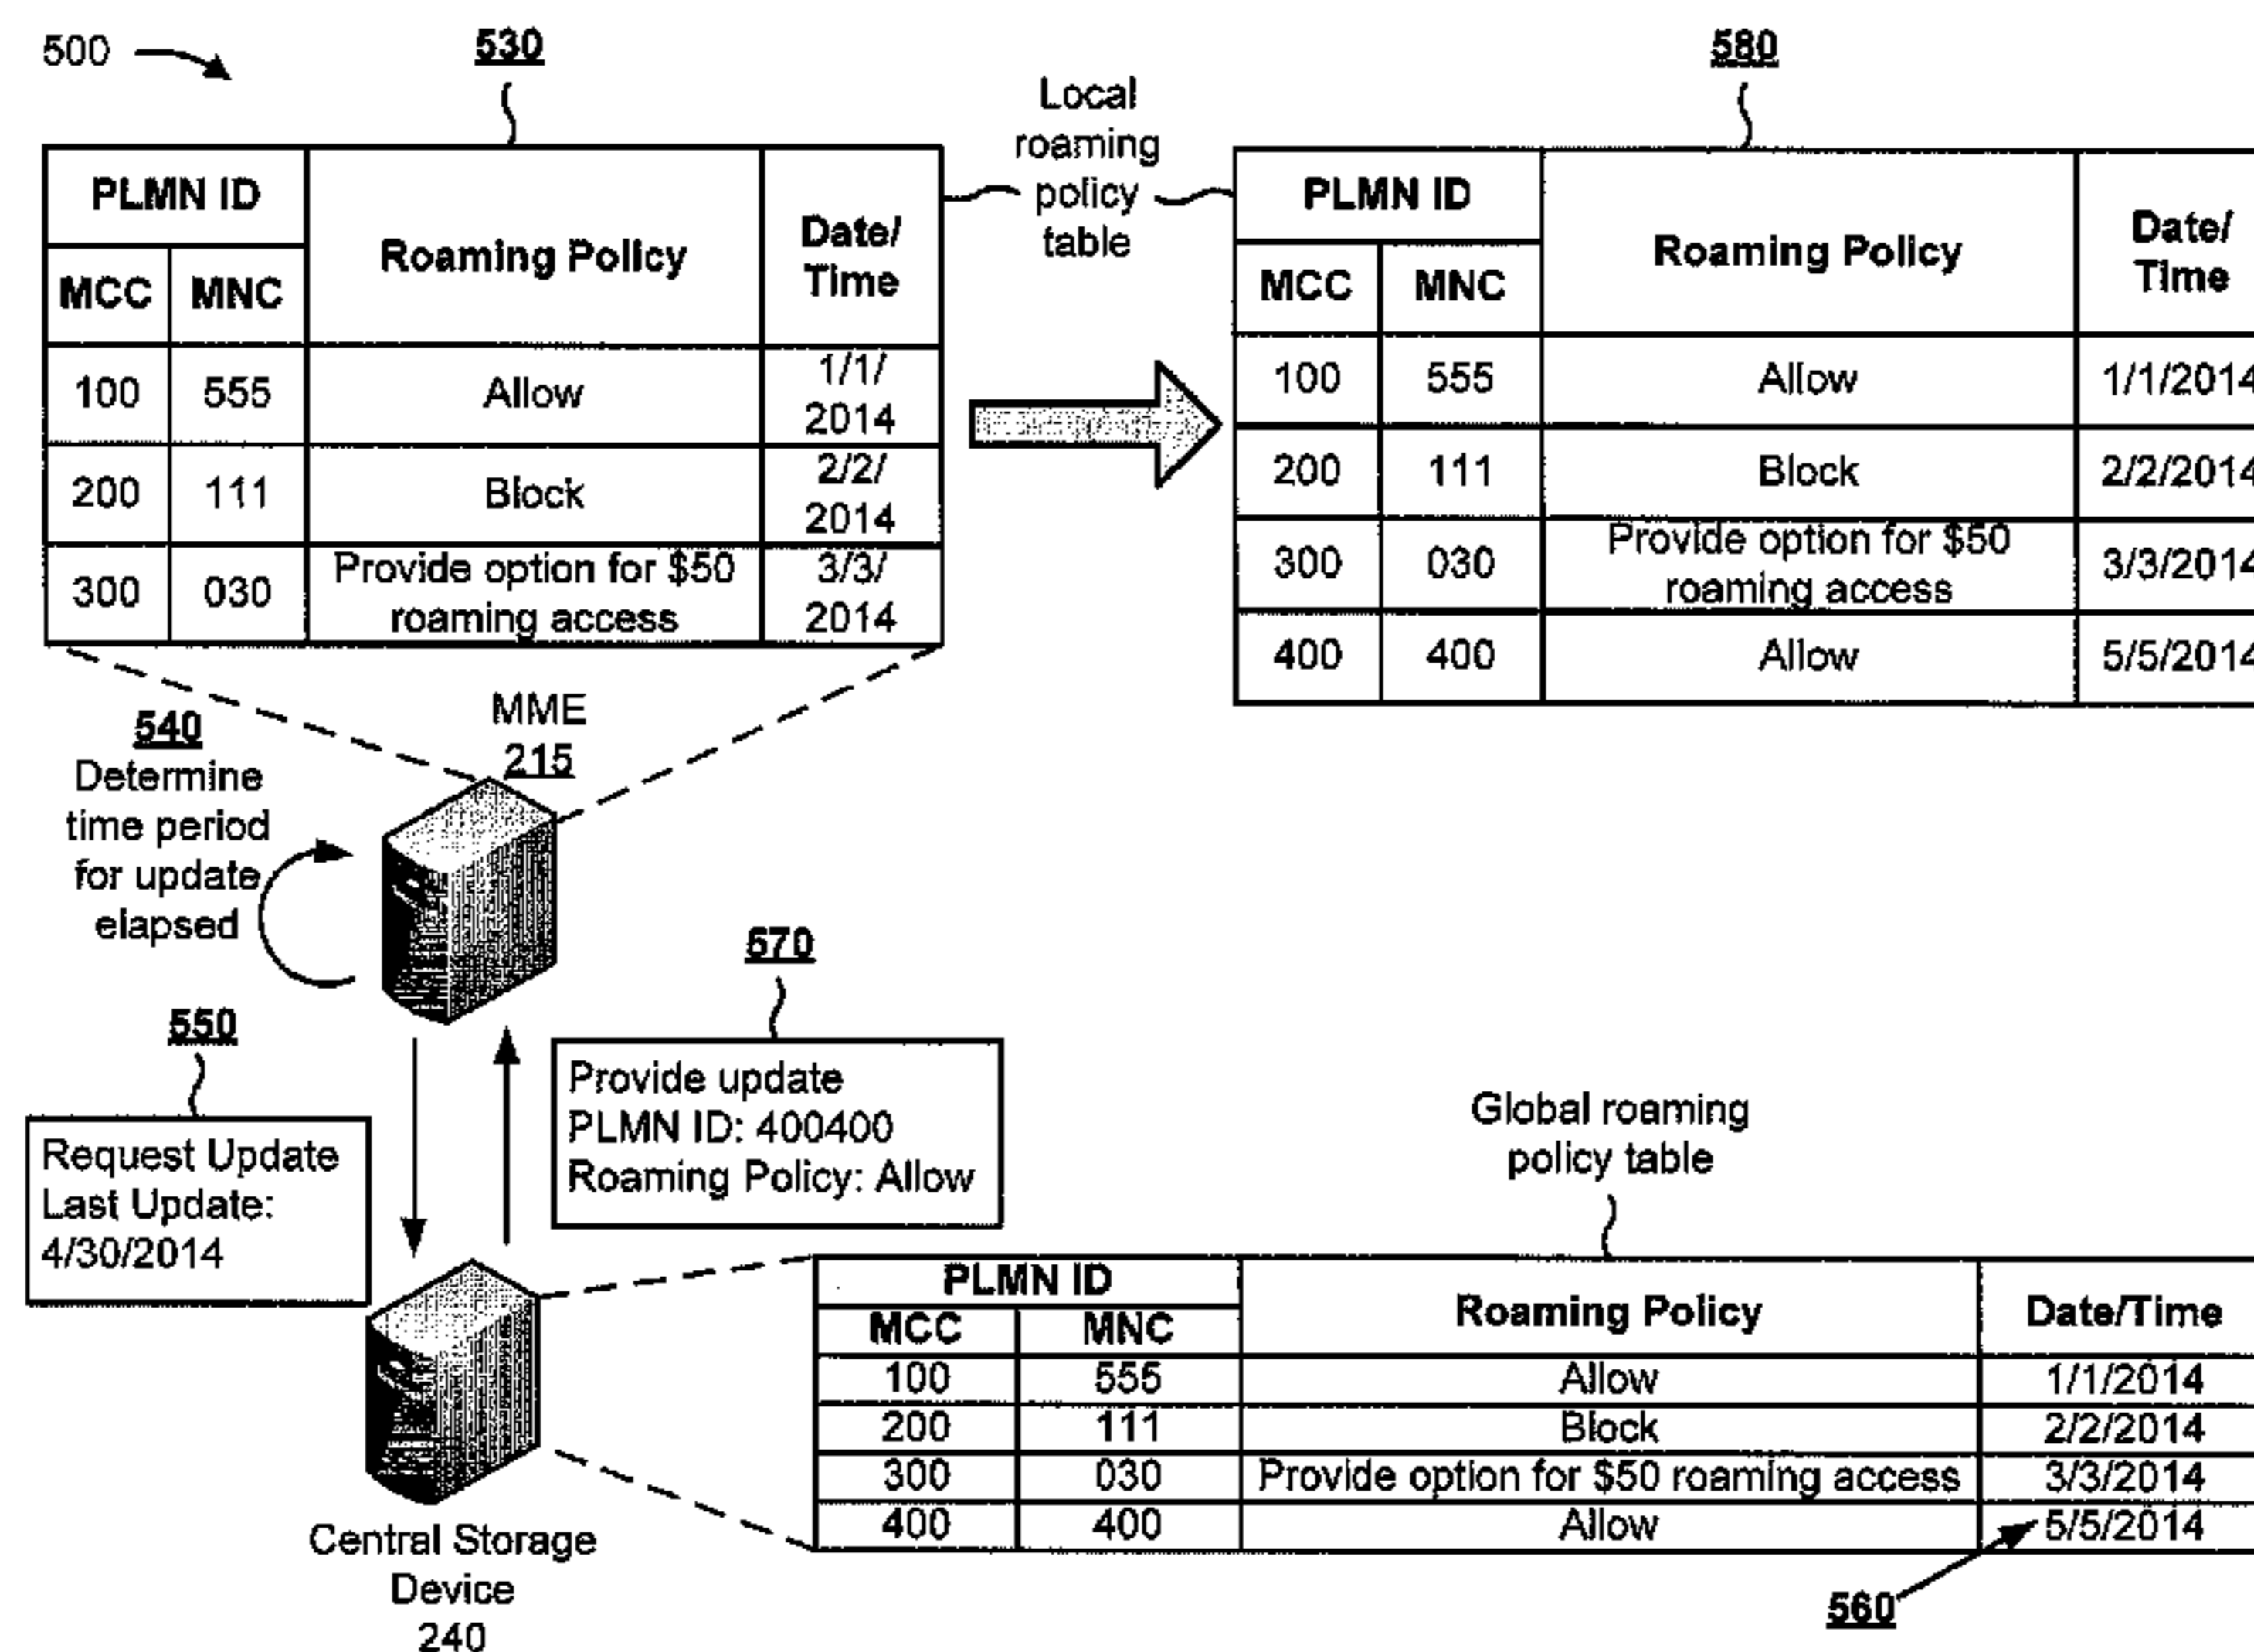 500
530
Local
roaming
policy
table
580
PLMN ID
Roaming Policy
Date/
Time
MCC MNC
100 555 Allow 1/1/
2014
200 111 Block 2/2/
2014
300 030 Provide option for $50
roaming access 3/3/
2014
PLMN ID
Roaming Policy
Date/
Time
MCC MNC
100 555 Allow 1/1/2014
200 111 Block 2/2/2014
300 030 Provide option for $50
roaming access 3/3/2014
400 400 Allow 5/5/2014
MME
215
540
Determine
time period
for update
elapsed
550
Request Update
Last Update:
4/30/2014
570
Provide update
PLMN ID: 400400
Roaming Policy: Allow
Central Storage
Device
240
Global roaming
policy table
PLMN ID
Roaming Policy
Date/Time
MCC MNC
100 555 Allow 1/1/2014
200 111 Block 2/2/2014
300 030 Provide option for $50 roaming access 3/3/2014
400 400 Allow 5/5/2014
560